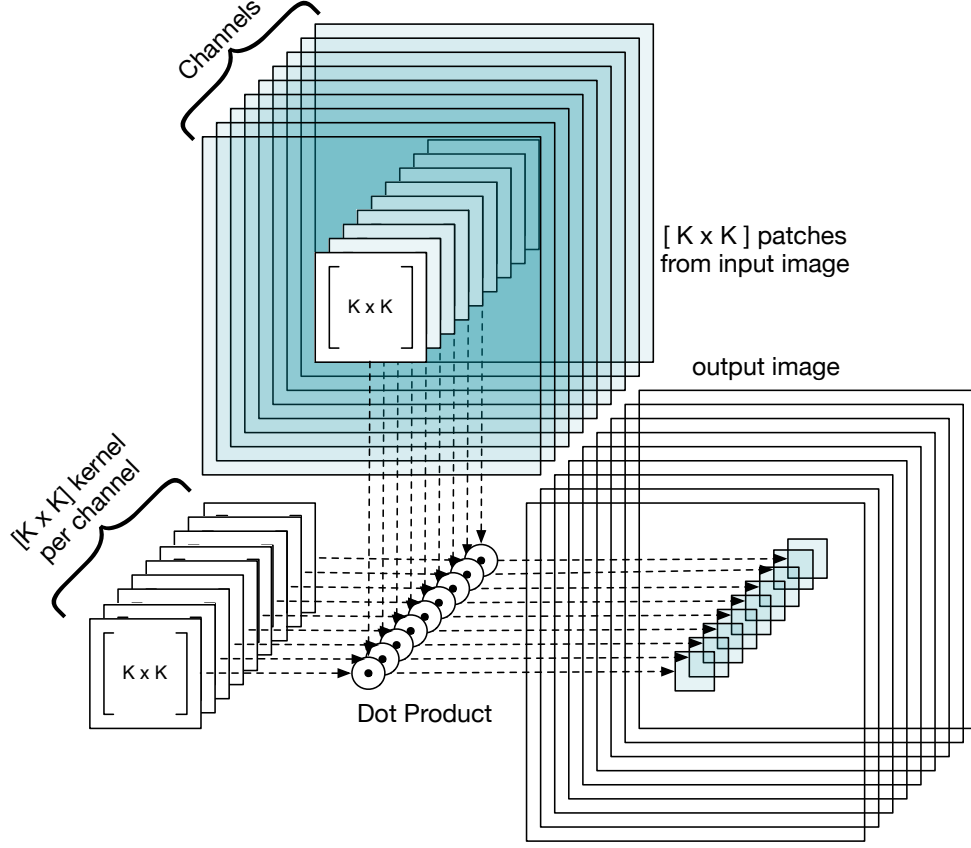 Channels
K x K
[ K x K ] patches
from input image
output image
[K x K] kernel
per channel
K x K
Dot Product